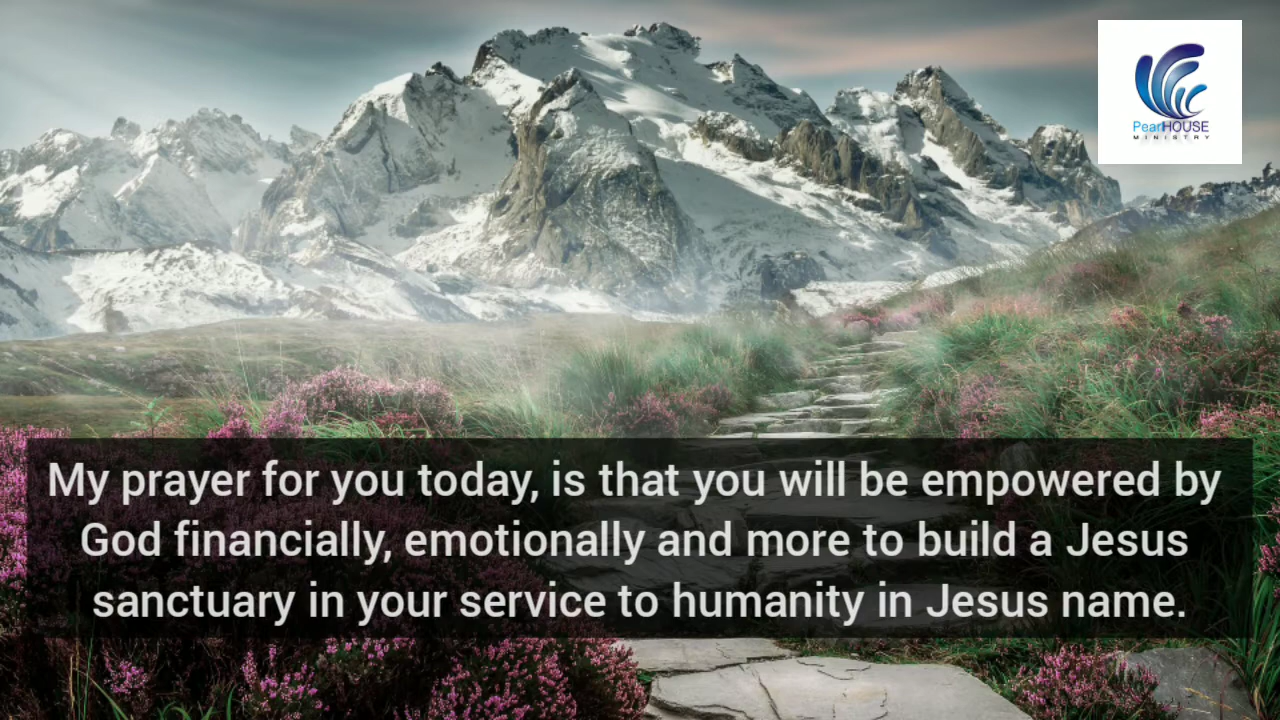 PearHOUSE
MINISTRY
My prayer for you today, is that you will be empowered by
God financially, emotionally and more to build a Jesus
sanctuary in your service to humanity in Jesus name.